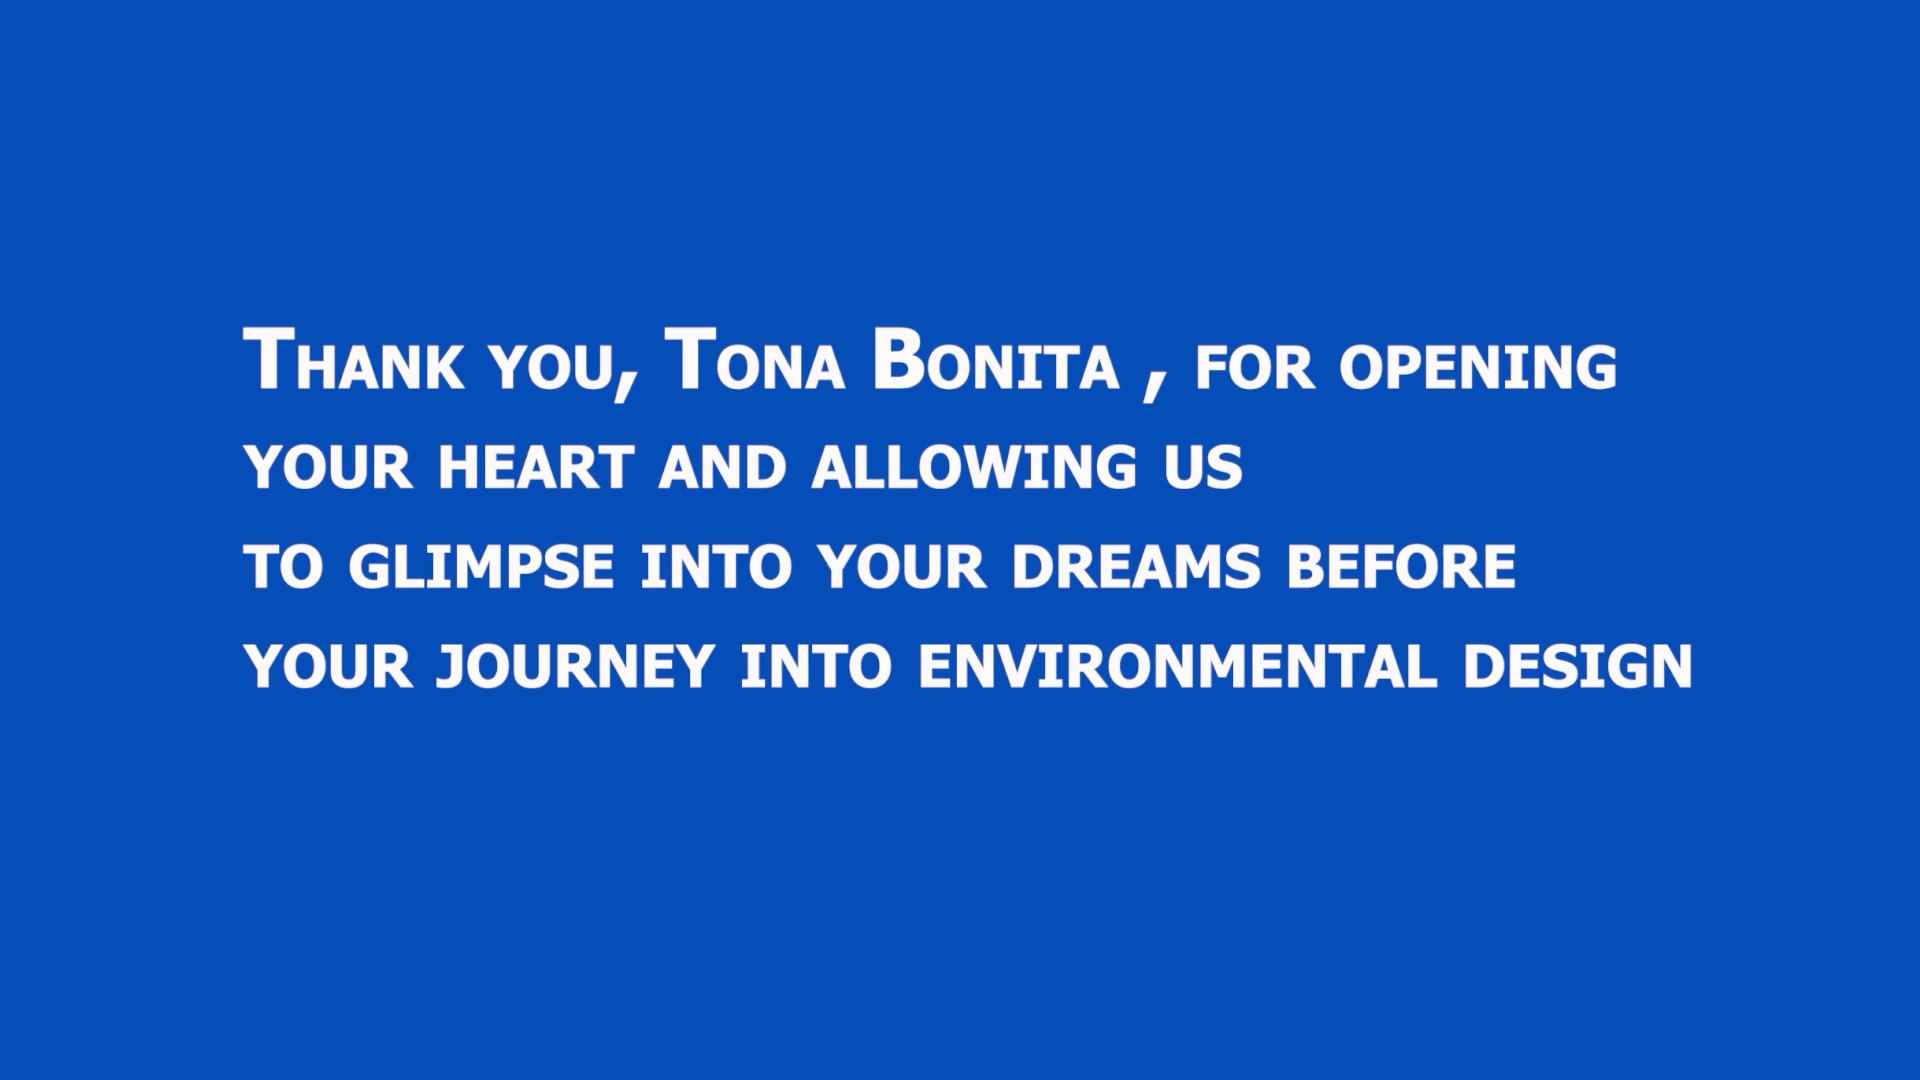 Thank you, Tona Bonita , for opening
your heart and allowing us
to glimpse into your dreams before
your journey into environmental design